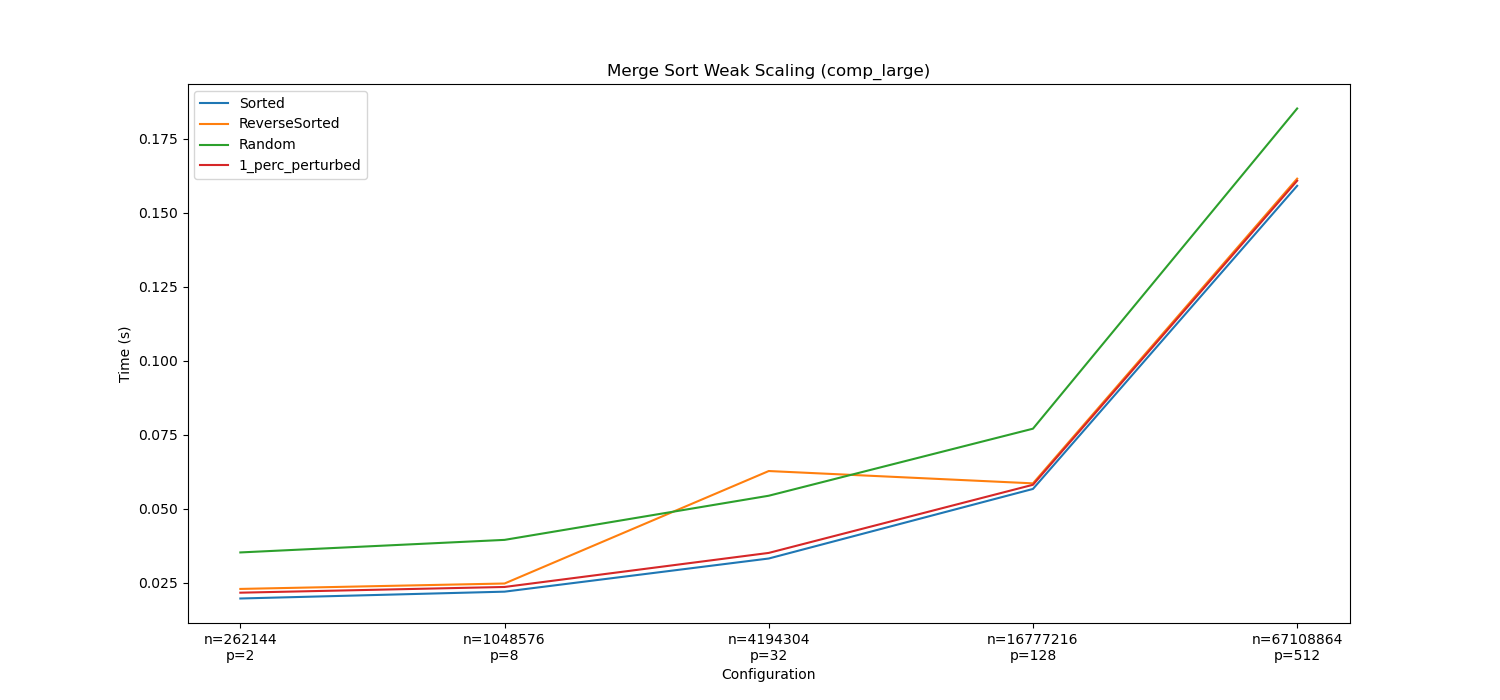 Merge Sort Weak Scaling (comp_large)
Sorted
ReverseSorted
Random
1_perc_perturbed
Time (s)
0.175
0.150
0.125
0.100
0.075
0.050
0.025
n=262144
p=2
n=1048576
p=8
n=4194304
p=32
n=16777216
p=128
n=67108864
p=512
Configuration